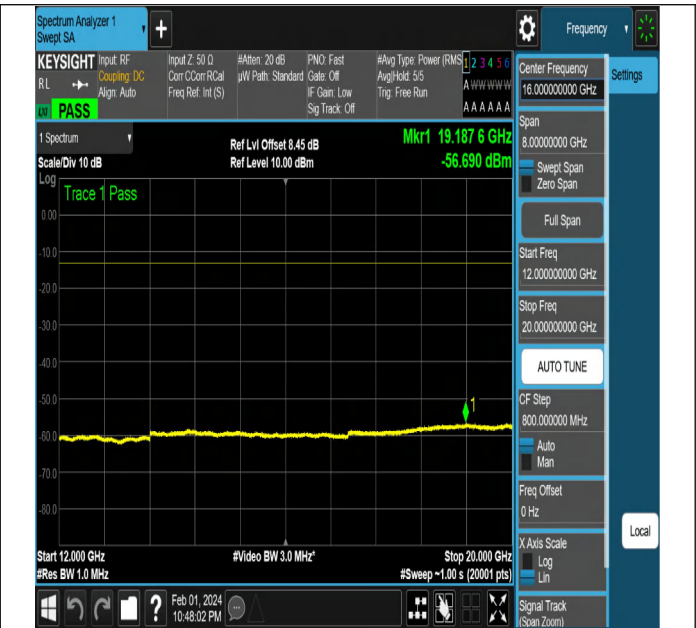 Spectrum Analyzer 1
Swept SA
+
Frequency
KEYSIGHT
R L
PASS
Input: RF
Coupling: DC
Align: Auto
Input Z: 50 Ω
Corr CCorr RCal
Freq Ref: Int (S)
#Atten: 20 dB
µW Path: Standard
PNO: Fast
Gate: Off
IF Gain: Low
Sig Track: Off
#Avg Type: Power (RMS
Avg|Hold: 5/5
Trig: Free Run
1 2 3 4 5 6
A W W W W W
A A A A A A
1 Spectrum
Scale/Div 10 dB
Ref Lvl Offset 8.45 dB
Ref Level 10.00 dBm
Mkr1 19.187 6 GHz
-56.690 dBm
Log
Trace 1 Pass
0.00
-10.0
-20.0
-30.0
-40.0
-50.0
-60.0
-70.0
-80.0
1
Start 12.000 GHz
#Res BW 1.0 MHz
#Video BW 3.0 MHz*
Stop 20.000 GHz
#Sweep ~1.00 s (20001 pts)
Center Frequency
16.000000000 GHz
Settings
Span
8.00000000 GHz
Swept Span
Zero Span
Full Span
Start Freq
12.000000000 GHz
Stop Freq
20.000000000 GHz
AUTO TUNE
CF Step
800.000000 MHz
Auto
Man
Freq Offset
0 Hz
Local
X Axis Scale
Log
Lin
Signal Track
(Span Zoom)
?
Feb 01, 2024
10:48:02 PM